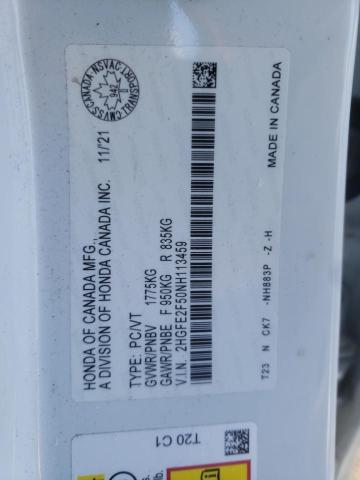 HONDA OF CANADA MFG.,
A DIVISION OF HONDA CANADA INC. 11/21
TYPE: PC/VT
GVWR/PNBV 1775KG
GAWR/PNBE F 950KG R 835KG
V.I.N. 2HGFE2F50NH113459
T23 N CK7 -NH883P -Z -H
MADE IN CANADA
942
T20 C1